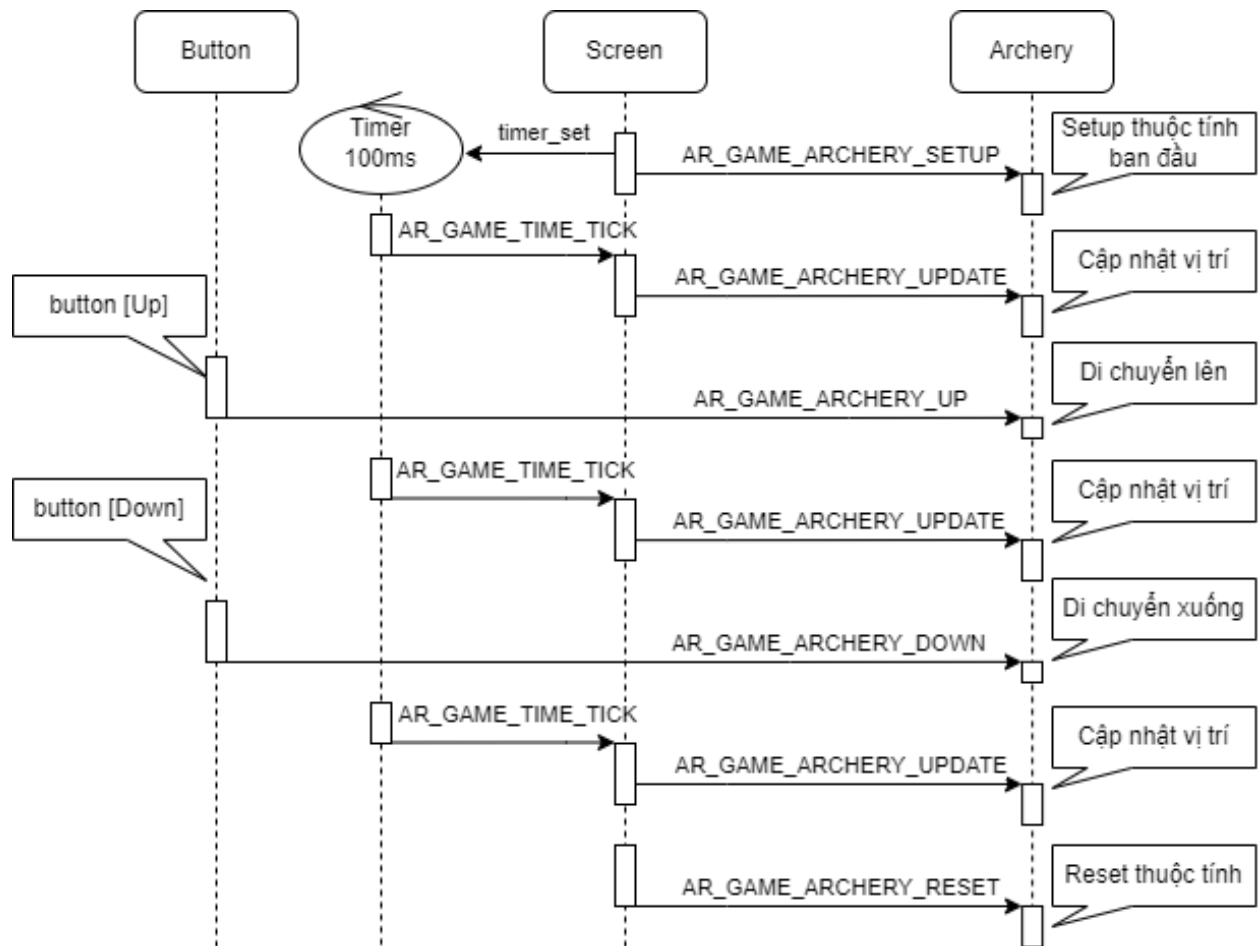 Button
Screen
Archery
Timer
100ms
timer_set
AR_GAME_ARCHERY_SETUP
Setup thuộc tính
ban đầu
AR_GAME_TIME_TICK
AR_GAME_ARCHERY_UPDATE
Cập nhật vị trí
button [Up]
AR_GAME_ARCHERY_UP
Di chuyển lên
AR_GAME_TIME_TICK
AR_GAME_ARCHERY_UPDATE
Cập nhật vị trí
button [Down]
AR_GAME_ARCHERY_DOWN
Di chuyển xuống
AR_GAME_TIME_TICK
AR_GAME_ARCHERY_UPDATE
Cập nhật vị trí
AR_GAME_ARCHERY_RESET
Reset thuộc tính